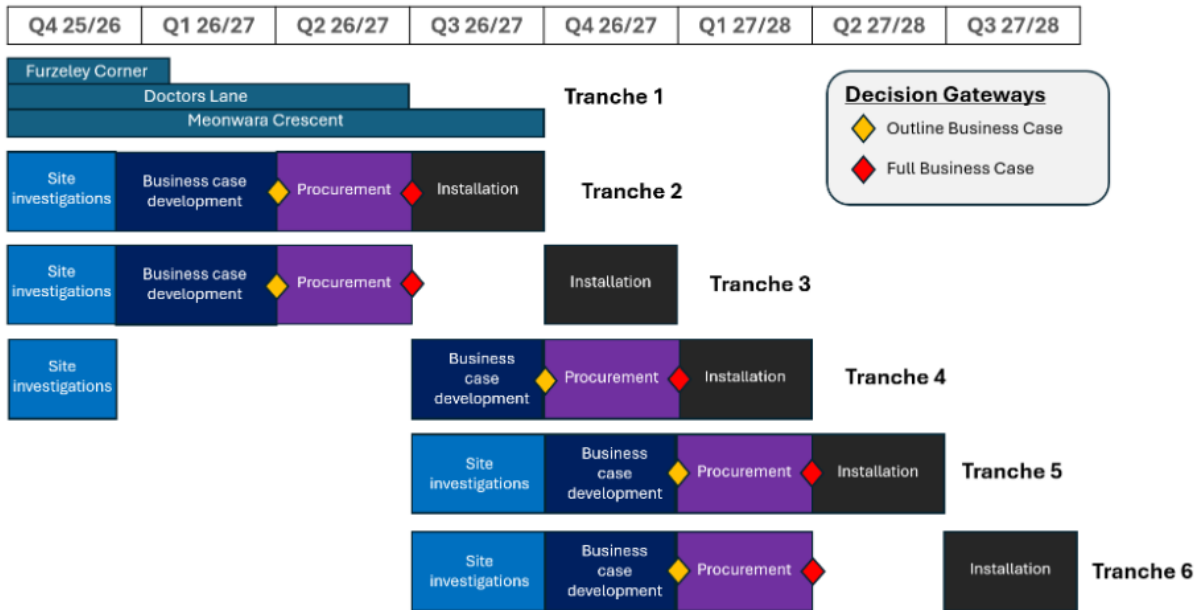 Q4 25/26 Q1 26/27 Q2 26/27 Q3 26/27 Q4 26/27 Q1 27/28 Q2 27/28 Q3 27/28
Furzeley Corner
Doctors Lane
Meonwara Crescent
Tranche 1
Decision Gateways
Outline Business Case
Full Business Case
Site
investigations
Business case
development
Procurement
Installation
Tranche 2
Site
investigations
Business case
development
Procurement
Installation
Tranche 3
Site
investigations
Business
case
development
Procurement
Installation
Tranche 4
Site
investigations
Business
case
development
Procurement
Installation
Tranche 5
Site
investigations
Business
case
development
Procurement
Installation
Tranche 6